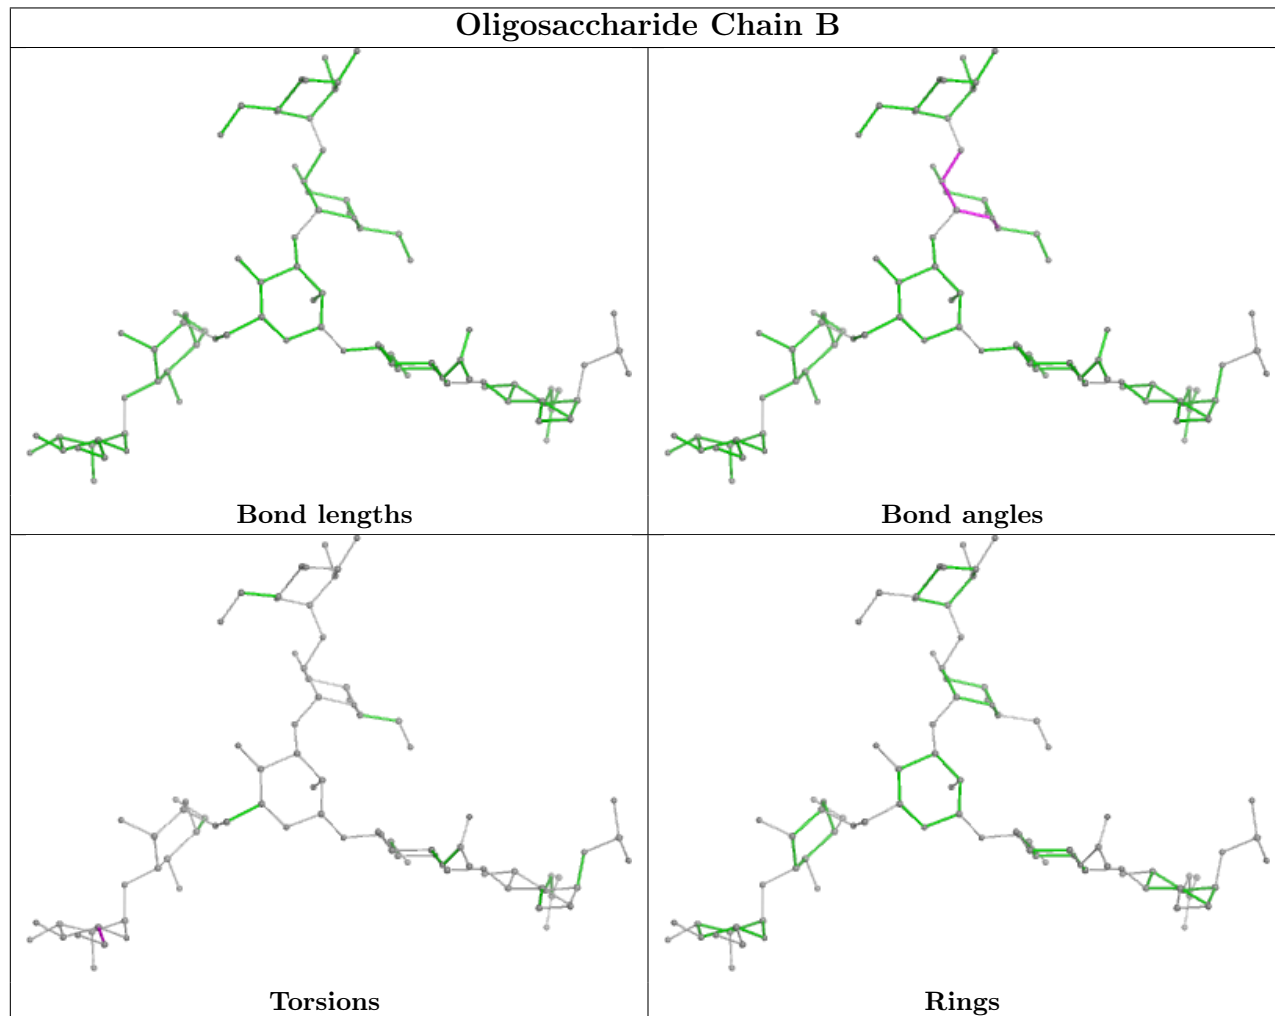 Oligosaccharide Chain B
Bond lengths
Bond angles
Torsions
Rings